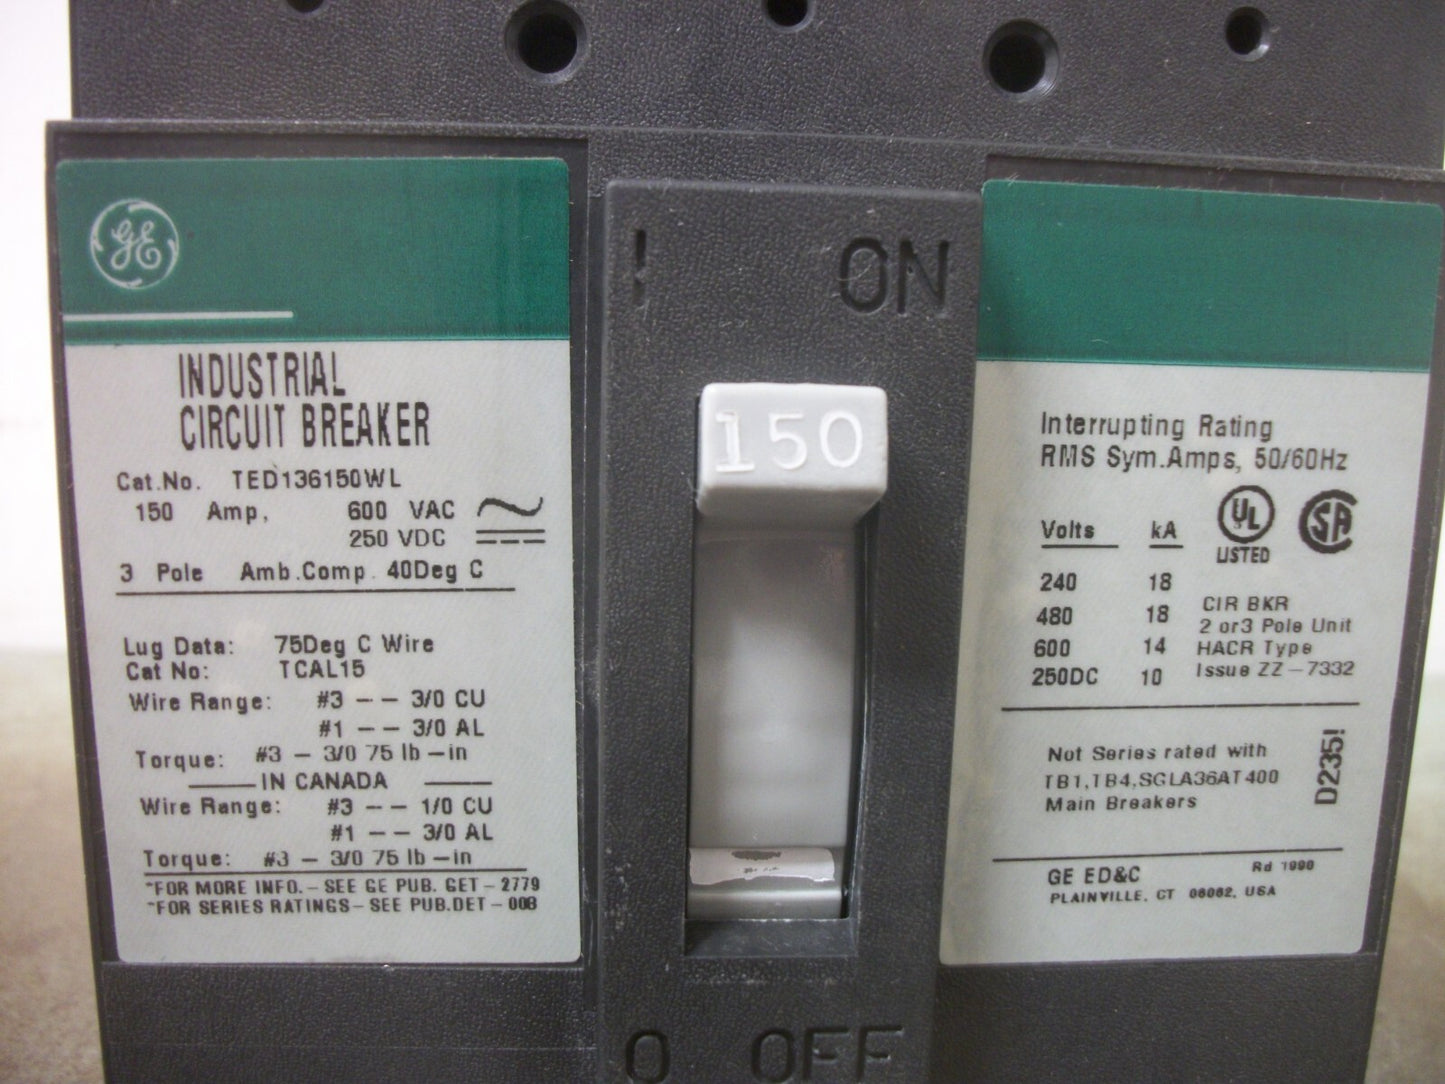 GE
INDUSTRIAL
CIRCUIT BREAKER
Cat.No. TED136150WL
150 Amp, 600 VAC
250 VDC
3 Pole Amb.Comp. 40Deg C
Lug Data: 75Deg C Wire
Cat No: TCAL15
Wire Range: #3 -- 3/0 CU
#1 -- 3/0 AL
Torque: #3 - 3/0 75 lb-in
IN CANADA
Wire Range: #3 -- 1/0 CU
#1 -- 3/0 AL
Torque: #3 - 3/0 75 lb-in
*FOR MORE INFO.- SEE GE PUB. GET-2779
*FOR SERIES RATINGS- SEE PUB.DET-008
! ON
150
O OFF
Interrupting Rating
RMS Sym.Amps, 50/60Hz
Volts kA
UL
LISTED
SA
240 18
480 18
600 14
250DC 10
CIR BKR
2 or3 Pole Unit
HACR Type
Issue ZZ-7332
Not Series rated with
TB1,TB4,SGLA36AT400
Main Breakers
D235!
GE ED&C Rd 1990
PLAINVILLE, CT 06062, USA